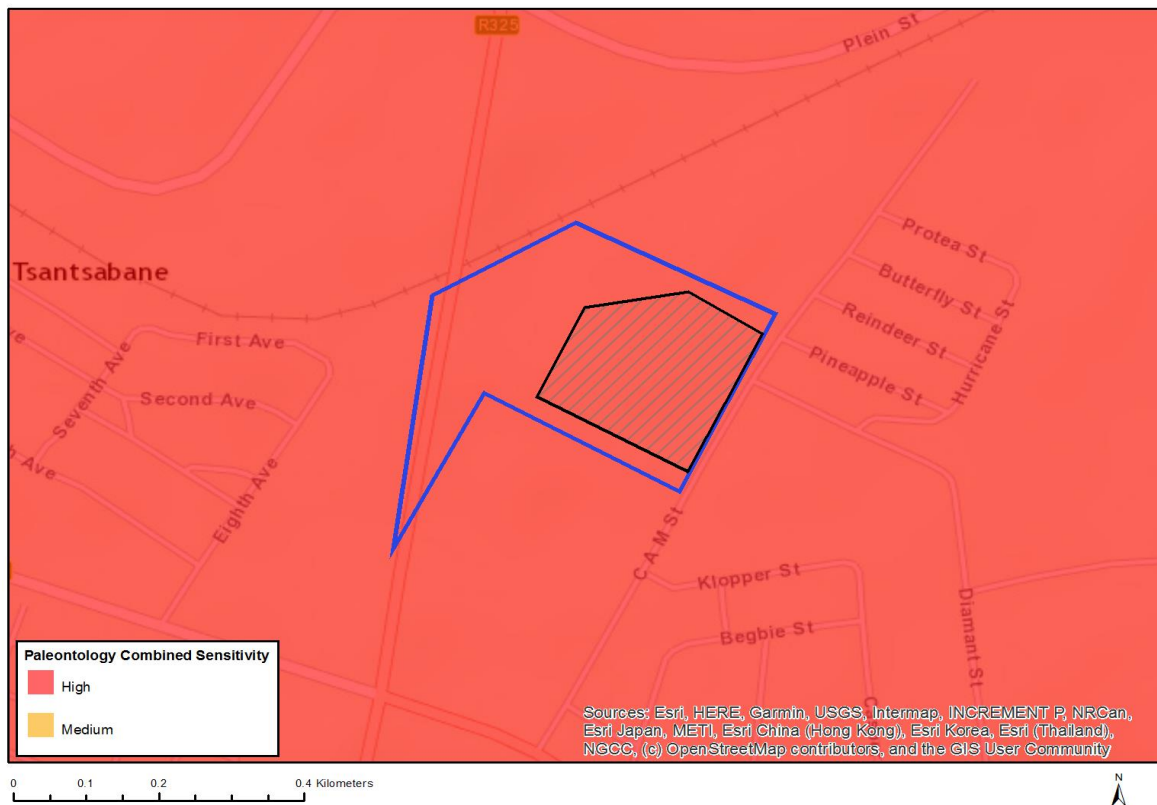 R325
Plein St
Tsantsabane
Protea St
Butterfly St
Reindeer St
Pineapple St
Hurricane St
First Ave
Second Ave
Seventh Ave
Eighth Ave
ve
h Ave
C A M St
Klopper St
Begbie St
Diamant St
Paleontology Combined Sensitivity
High
Medium
Sources: Esri, HERE, Garmin, USGS, Intermap, INCREMENT P, NRCan,
Esri Japan, METI, Esri China (Hong Kong), Esri Korea, Esri (Thailand),
NGCC, (c) OpenStreetMap contributors, and the GIS User Community
0 0.1 0.2 0.4 Kilometers
N